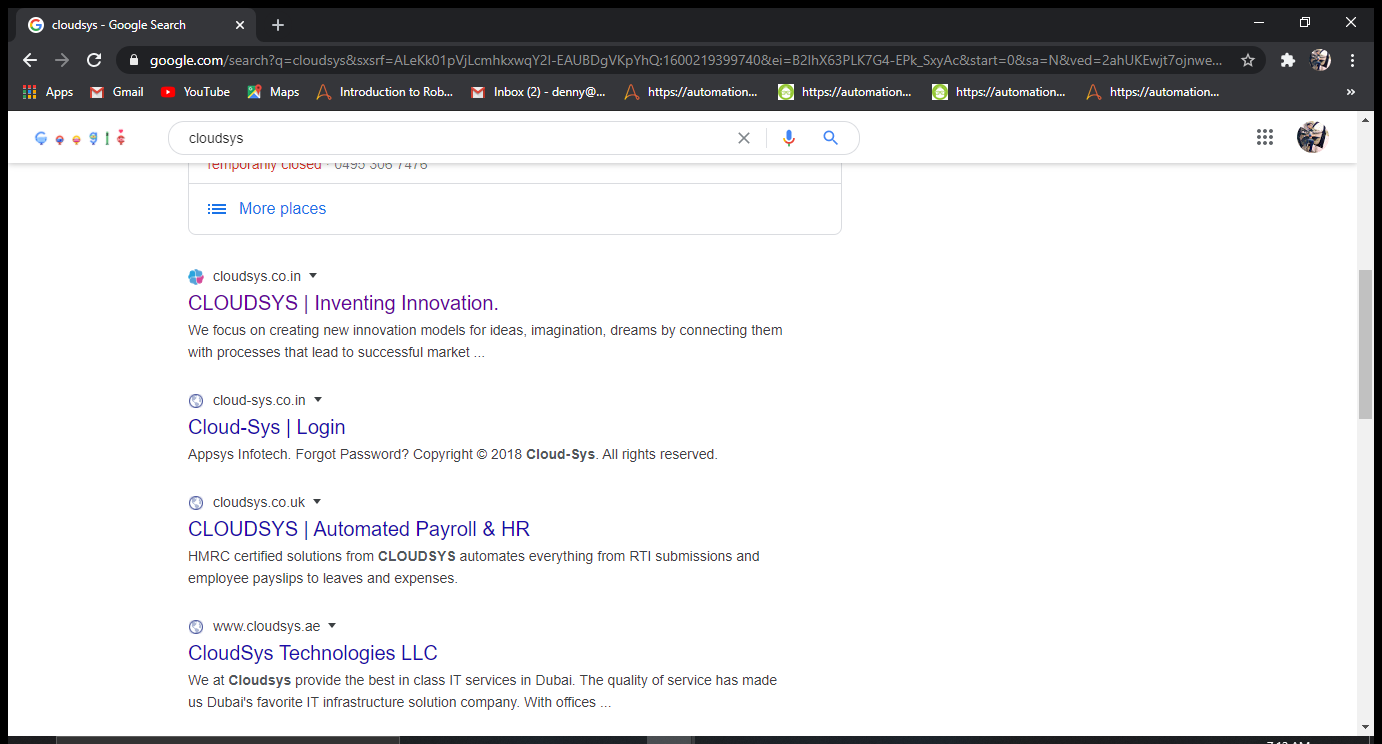 cloudsys - Google Search
google.com/search?q=cloudsys&sxsrf=ALeKk01pVjLcmhkxwqY2I-EAUBDgVKpYhQ:1600219399740&ei=B2lhX63PLK7G4-EPk_SxyAc&start=0&sa=N&ved=2ahUKEwjt7ojnwe...
Apps Gmail YouTube Maps Introduction to Rob... Inbox (2) - denny@... https://automation... https://automation... https://automation... https://automation... »
Google cloudsys
Temporarily closed · 0495 306 7476
More places
cloudsys.co.in
CLOUDSYS | Inventing Innovation.
We focus on creating new innovation models for ideas, imagination, dreams by connecting them
with processes that lead to successful market ...
cloud-sys.co.in
Cloud-Sys | Login
Appsys Infotech. Forgot Password? Copyright © 2018 Cloud-Sys. All rights reserved.
cloudsys.co.uk
CLOUDSYS | Automated Payroll & HR
HMRC certified solutions from CLOUDSYS automates everything from RTI submissions and
employee payslips to leaves and expenses.
www.cloudsys.ae
CloudSys Technologies LLC
We at Cloudsys provide the best in class IT services in Dubai. The quality of service has made
us Dubai's favorite IT infrastructure solution company. With offices ...